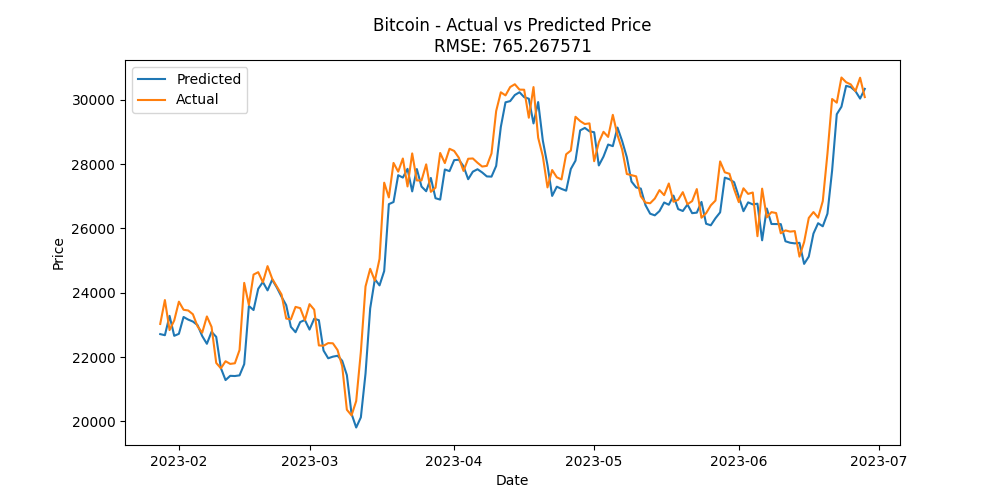 Bitcoin - Actual vs Predicted Price
RMSE: 765.267571
Predicted
Actual
30000
28000
26000
24000
22000
20000
Price
2023-02
2023-03
2023-04
2023-05
2023-06
2023-07
Date